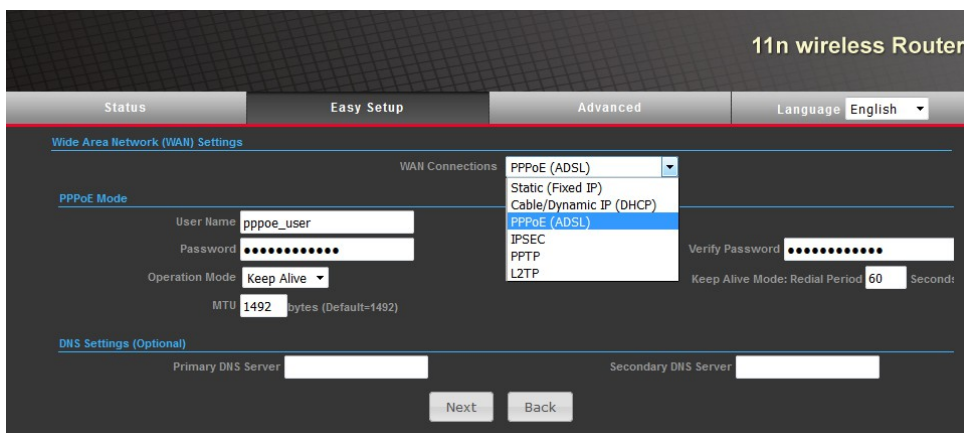 11n wireless Router
Status Easy Setup Advanced Language English
Wide Area Network (WAN) Settings
WAN Connections PPPoE (ADSL)
Static (Fixed IP)
Cable/Dynamic IP (DHCP)
PPPoE (ADSL)
IPSEC
PPTP
L2TP
PPPoE Mode
User Name pppoe_user
Password ●●●●●●●●●●●● Verify Password ●●●●●●●●●●●●
Operation Mode Keep Alive Keep Alive Mode: Redial Period 60 Seconds
MTU 1492 bytes (Default=1492)
DNS Settings (Optional)
Primary DNS Server Secondary DNS Server
Next Back